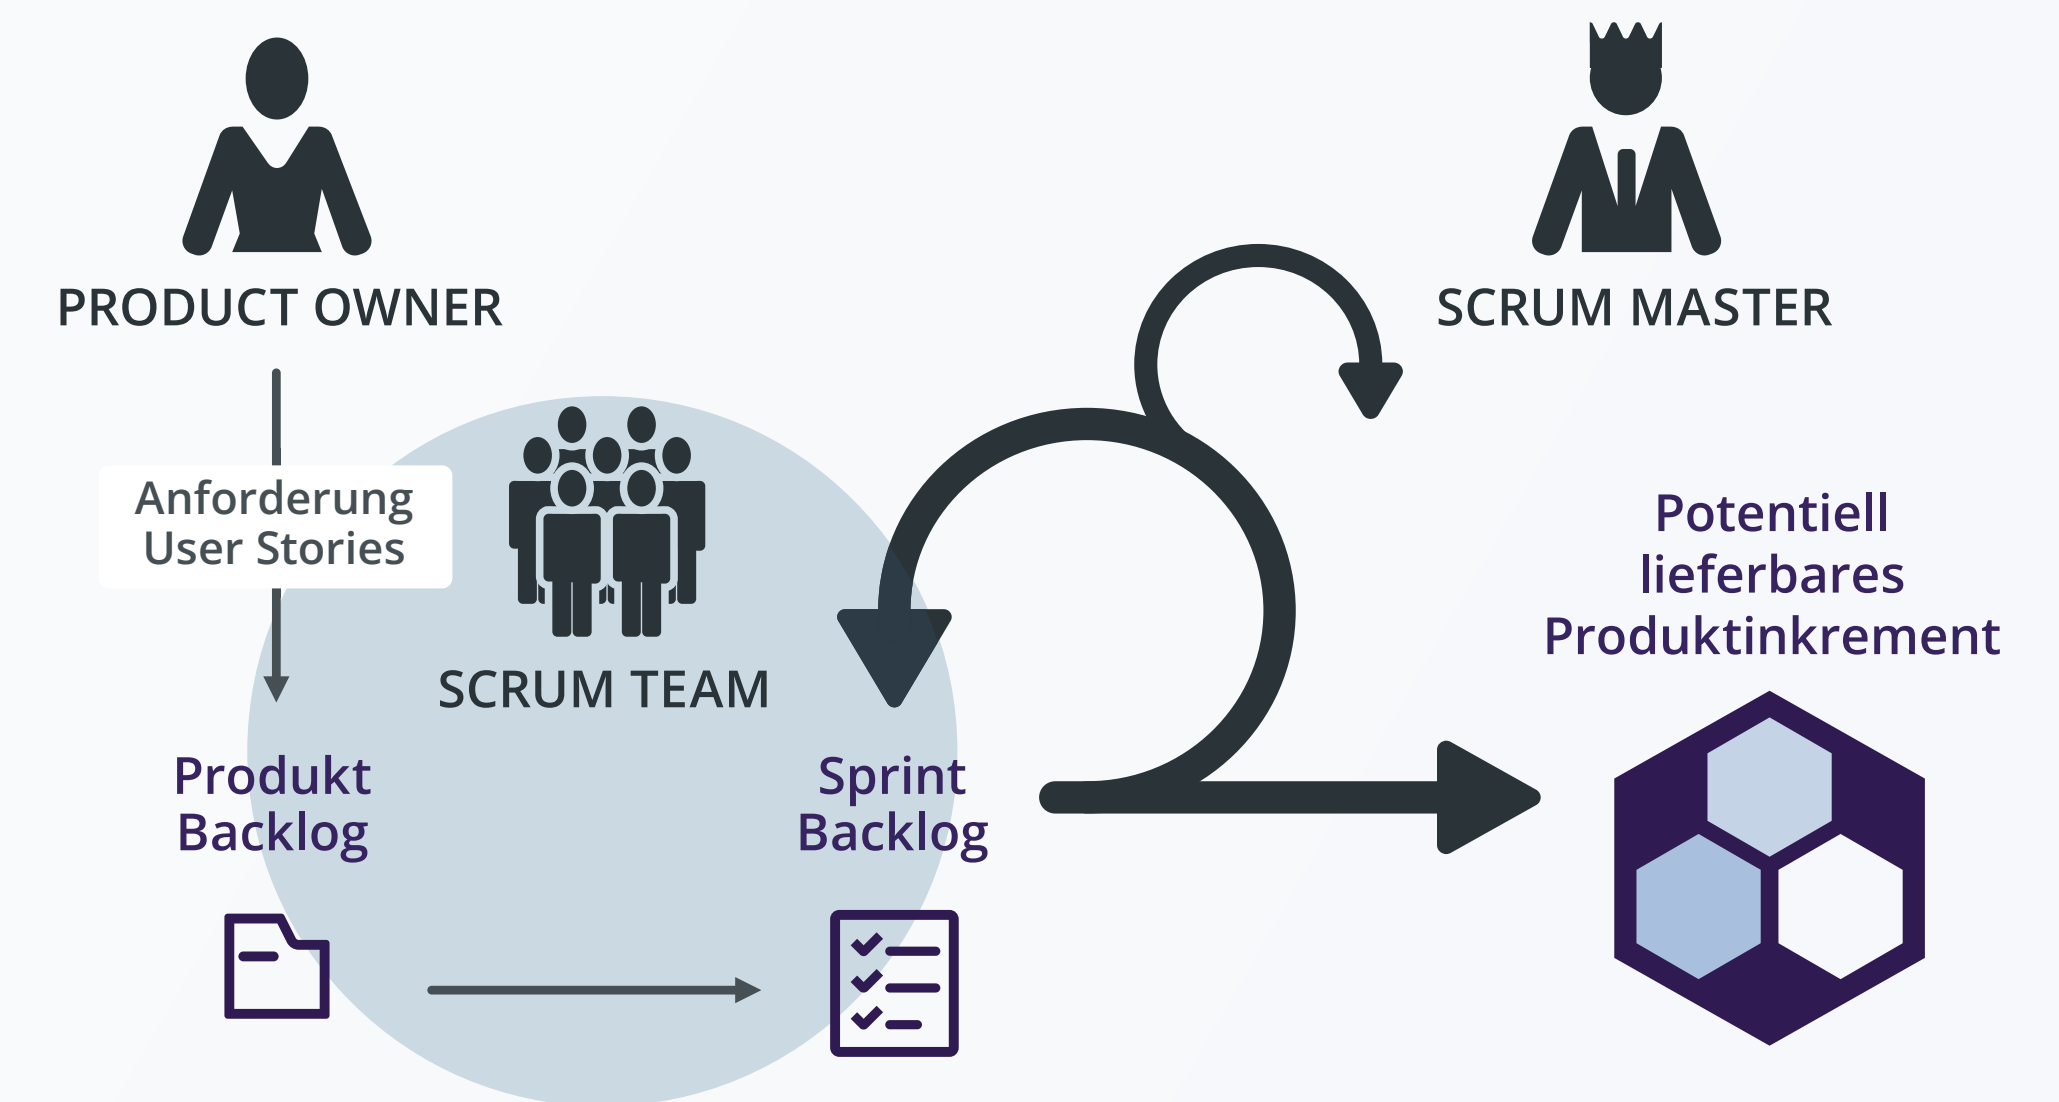 PRODUCT OWNER
SCRUM MASTER
Anforderung
User Stories
SCRUM TEAM
Potentiell
lieferbares
Produktinkrement
Produkt
Backlog
Sprint
Backlog